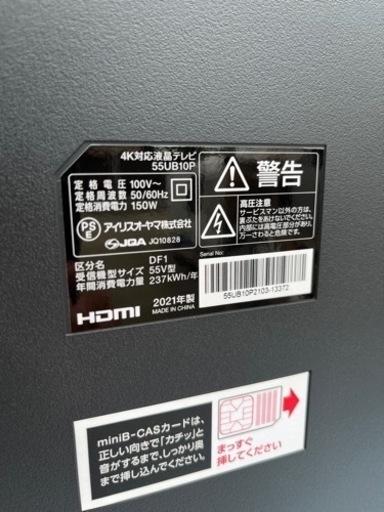 4K対応液晶テレビ
55UB10P
定格電圧 100V~
定格周波数 50/60Hz
定格消費電力 150W
PS
E
アイリスオーヤマ株式会社
JQA JQ10828
区分名 DF1
受信機型サイズ 55V型
年間消費電力量 237kWh/年
HDMI
2021年製
MADE IN CHINA
警告
高圧注意
サービスマン以外の方は、
裏ぶたをあけないでください。
内部には高電圧部分があり、
万一さわると危険です。
Serial No:
55UB10P2103-13372
miniB-CASカードは、
正しい向きで「カチッ」と
音がするまで、しっかり奥
まで挿し込んでください。
まっすぐ
挿してください。